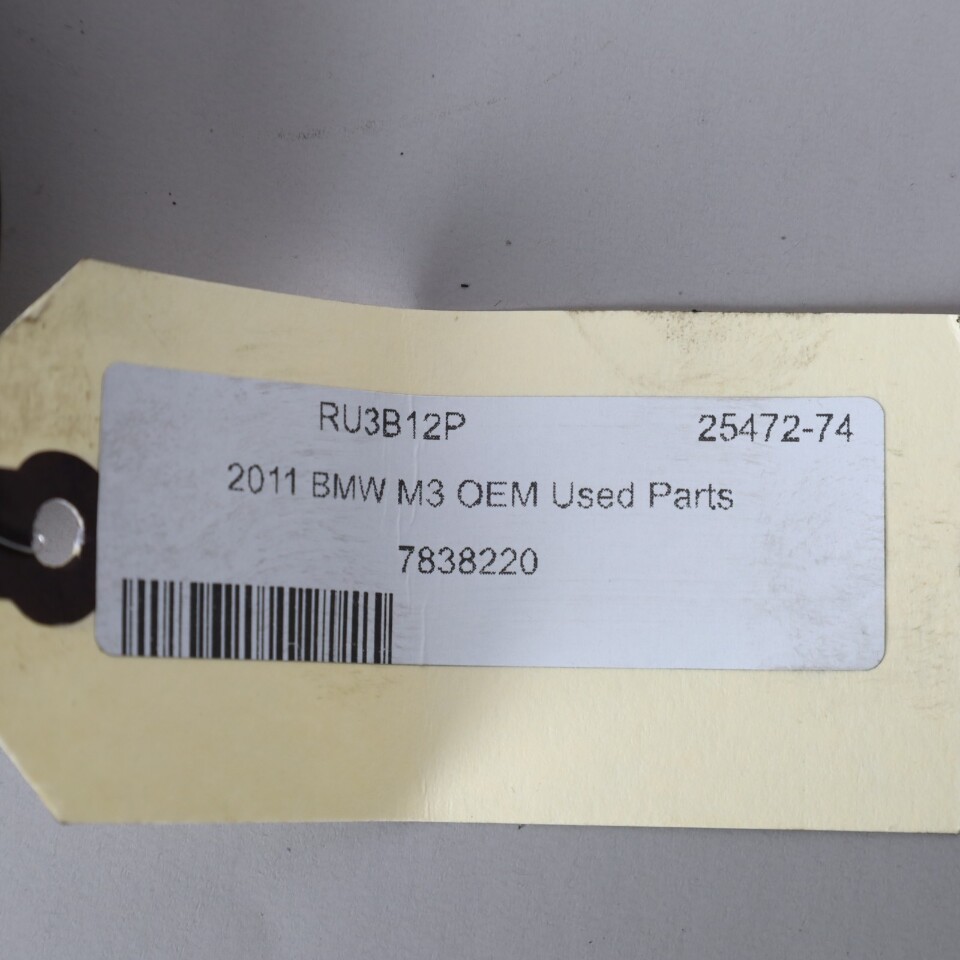 RU3B12P 25472-74
2011 BMW M3 OEM Used Parts
7838220